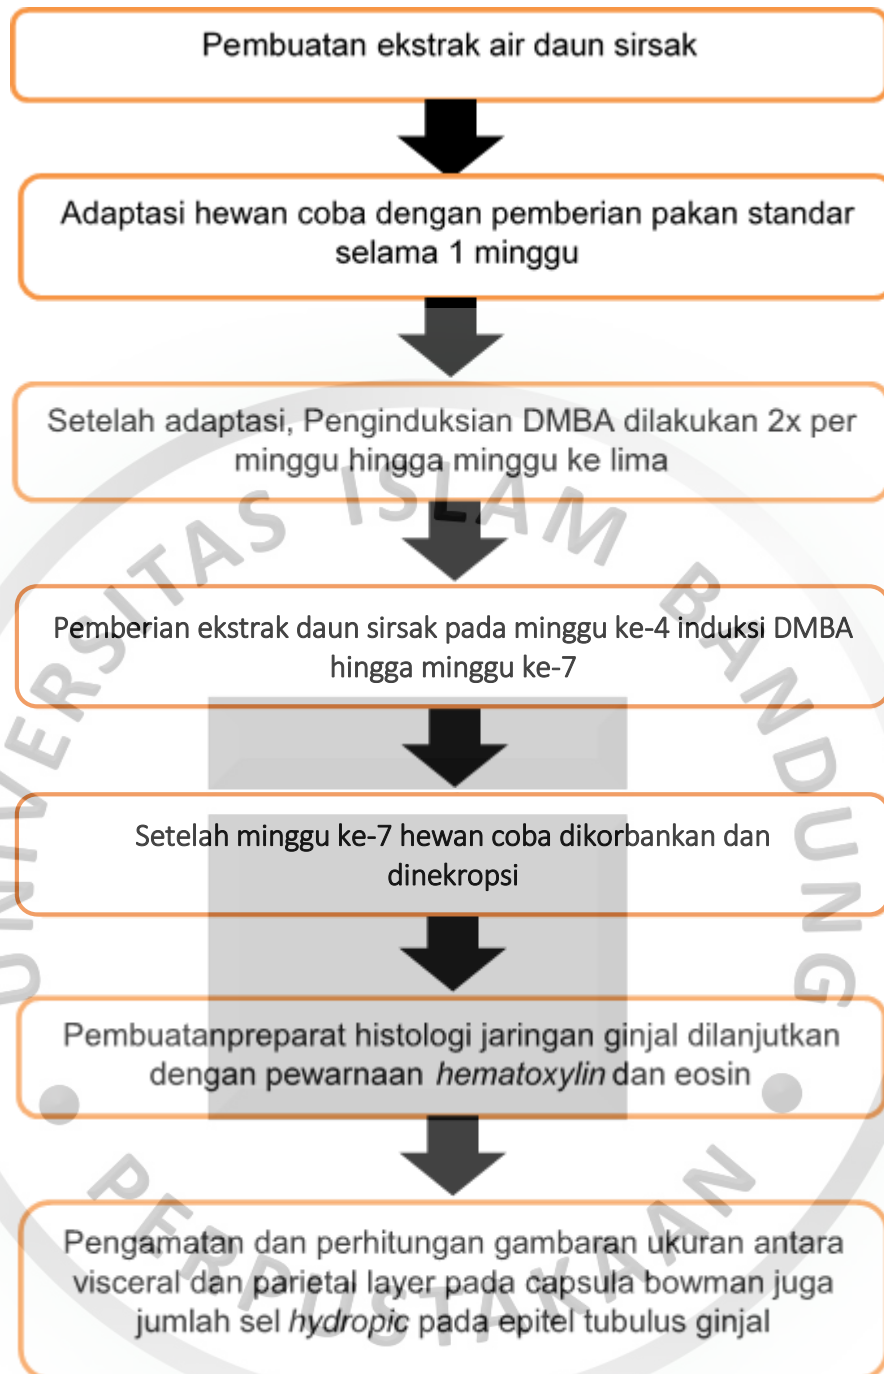 Pembuatan ekstrak air daun sirsak
Adaptasi hewan coba dengan pemberian pakan standar
selama 1 minggu
Setelah adaptasi, Penginduksian DMBA dilakukan 2x per
minggu hingga minggu ke lima
Pemberian ekstrak daun sirsak pada minggu ke-4 induksi DMBA
hingga minggu ke-7
Setelah minggu ke-7 hewan coba dikorbankan dan
dinekropsi
Pembuatanpreparat histologi jaringan ginjal dilanjutkan
dengan pewarnaan hematoxylin dan eosin
Pengamatan dan perhitungan gambaran ukuran antara
visceral dan parietal layer pada capsula bowman juga
jumlah sel hydropic pada epitel tubulus ginjal
UNIVERSITAS ISLAM BANDUNG
PERPUSTAKAAN